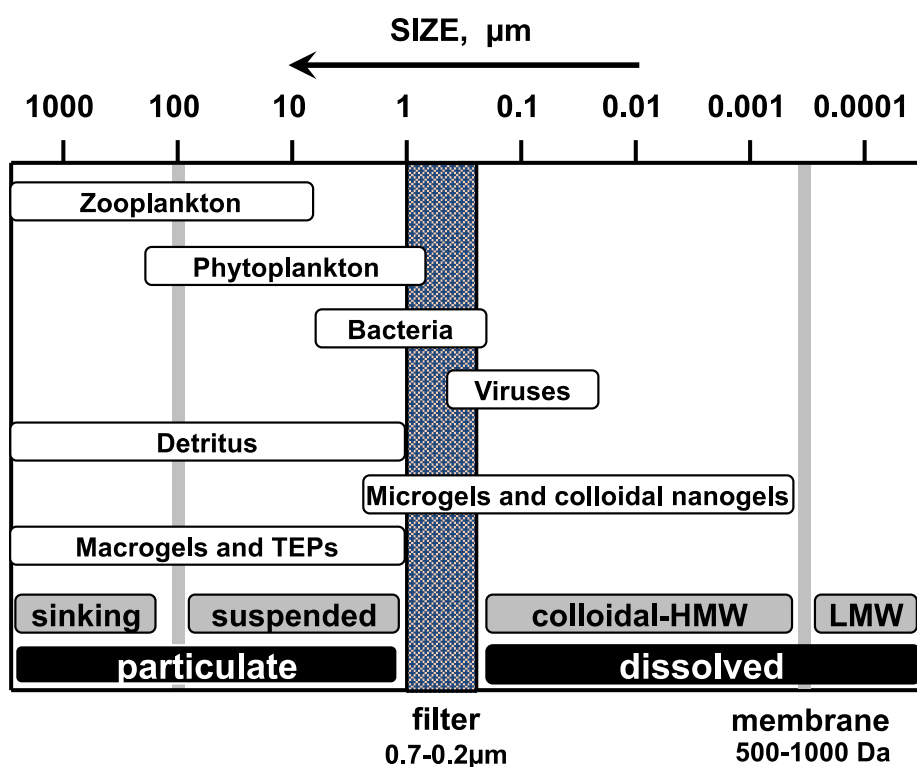 SIZE, µm
1000 100 10 1 0.1 0.01 0.001 0.0001
Zooplankton
Phytoplankton
Bacteria
Viruses
Detritus
Microgels and colloidal nanogels
Macrogels and TEPs
sinking suspended colloidal-HMW LMW
particulate dissolved
filter membrane
0.7-0.2µm 500-1000 Da